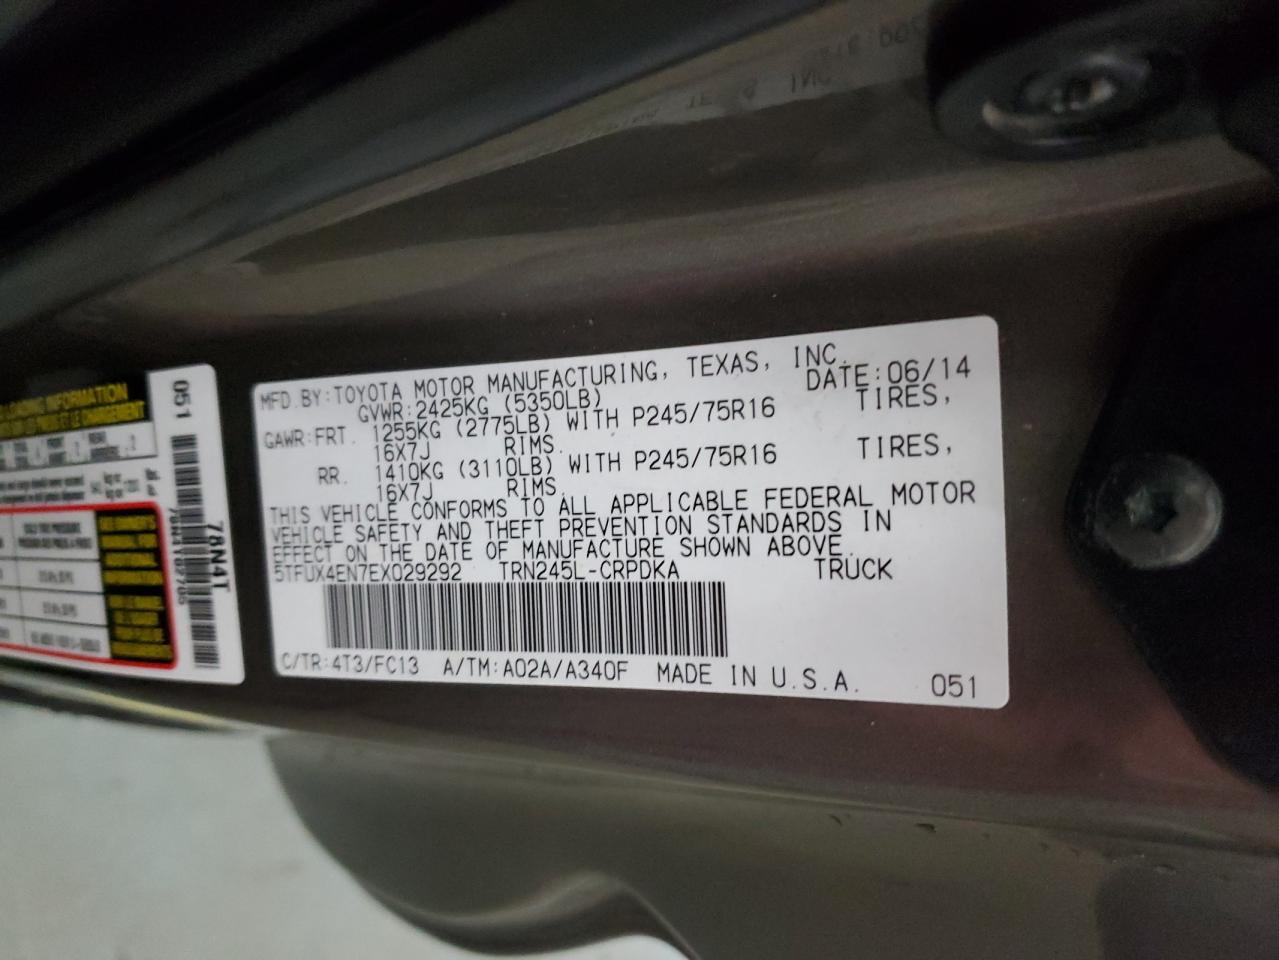 MFD. BY: TOYOTA MOTOR MANUFACTURING, TEXAS, INC.
GVWR: 2425KG (5350LB) DATE: 06/14
GAWR: FRT. 1255KG (2775LB) WITH P245/75R16 TIRES,
16X7J RIMS.
RR. 1410KG (3110LB) WITH P245/75R16 TIRES,
16X7J RIMS.
THIS VEHICLE CONFORMS TO ALL APPLICABLE FEDERAL MOTOR
VEHICLE SAFETY AND THEFT PREVENTION STANDARDS IN
EFFECT ON THE DATE OF MANUFACTURE SHOWN ABOVE.
5TFUX4EN7EX029292 TRN245L-CRPDKA TRUCK
C/TR: 4T3/FC13 A/TM: A02A/A340F MADE IN U.S.A. 051
LOADING INFORMATION
051
78N4T